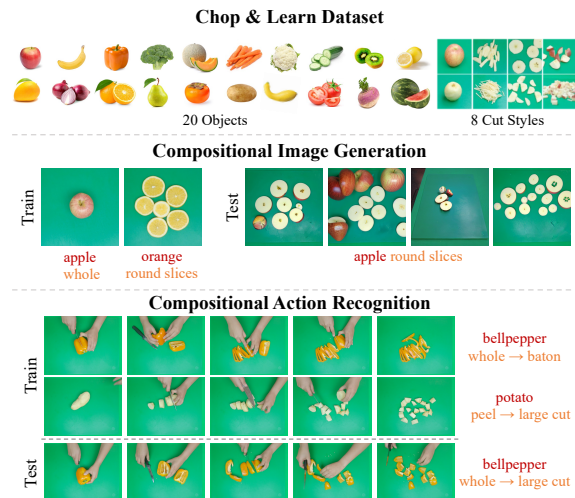 Chop & Learn Dataset
20 Objects
8 Cut Styles
Compositional Image Generation
Train
Test
apple
whole
orange
round slices
apple round slices
Compositional Action Recognition
Train
bellpepper
whole → baton
potato
peel → large cut
Test
bellpepper
whole → large cut